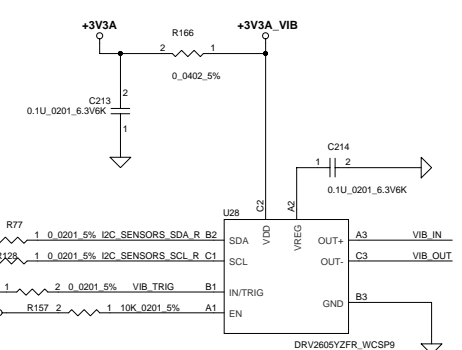 +3V3A +3V3A_VIB
R166
2 1
0_0402_5%
2
C213
0.1U_0201_6.3V6K
1
C214
1 2
0.1U_0201_6.3V6K
C2 A2
U28
R77
1 0_0201_5% I2C_SENSORS_SDA_R B2 SDA VDD VREG OUT+ A3 VIB_IN
R128 1 0_0201_5% I2C_SENSORS_SCL_R C1 SCL OUT- C3 VIB_OUT
1 2 0_0201_5% VIB_TRIG B1 IN/TRIG
GND B3
R157 2 1 10K_0201_5% A1 EN
DRV2605YZFR_WCSP9